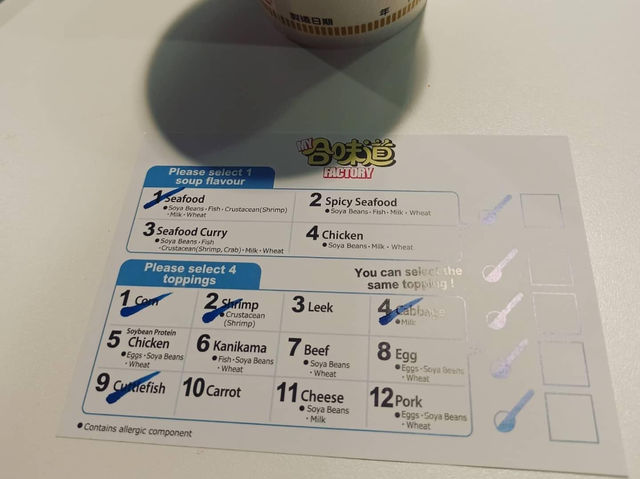 製造日期 年
MY
合味道
FACTORY
Please select 1
soup flavour
1 Seafood
●Soya Beans・Fish・Crustacean(Shrimp)
・Milk・Wheat
2 Spicy Seafood
●Soya Beans・Fish・Milk・Wheat
3 Seafood Curry
●Soya Beans・Fish
・Crustacean(Shrimp, Crab)・Milk・Wheat
4 Chicken
●Soya Beans・Milk・Wheat
Please select 4
toppings
You can select the
same topping !
1 Corn
2 Shrimp
●Crustacean
(Shrimp)
3 Leek
4 Cabbage
●Milk
5 Soybean Protein
Chicken
●Eggs・Soya Beans
・Wheat
6 Kanikama
●Fish・Soya Beans
・Wheat
7 Beef
●Soya Beans
・Wheat
8 Egg
●Eggs・Soya Beans
・Wheat
9 Cuttlefish
10 Carrot
11 Cheese
●Soya Beans
・Milk
12 Pork
●Eggs・Soya Beans
・Wheat
●Contains allergic component